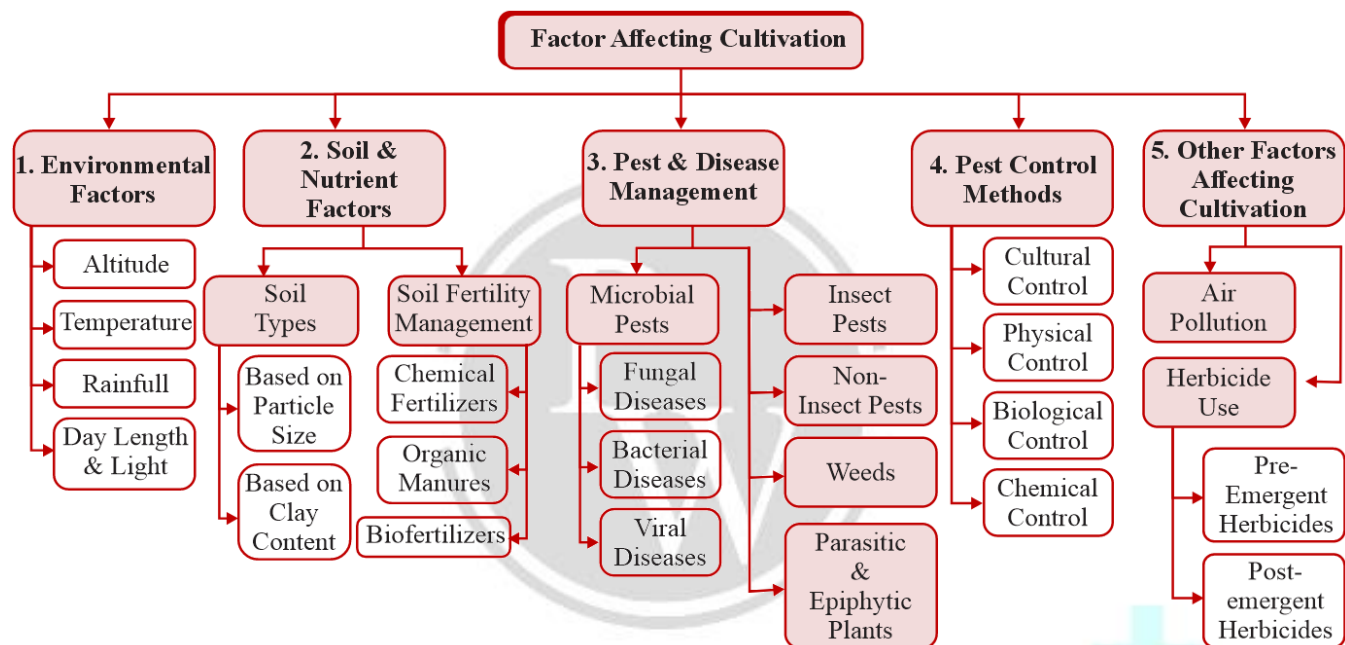 Factor Affecting Cultivation
1. Environmental
Factors
Altitude
Temperature
Rainfull
Day Length
& Light
2. Soil &
Nutrient
Factors
Soil
Types
Based on
Particle
Size
Based on
Clay
Content
Soil Fertility
Management
Chemical
Fertilizers
Organic
Manures
Biofertilizers
3. Pest & Disease
Management
Microbial
Pests
Fungal
Diseases
Bacterial
Diseases
Viral
Diseases
Insect
Pests
Non-
Insect Pests
Weeds
Parasitic
&
Epiphytic
Plants
4. Pest Control
Methods
Cultural
Control
Physical
Control
Biological
Control
Chemical
Control
5. Other Factors
Affecting
Cultivation
Air
Pollution
Herbicide
Use
Pre-
Emergent
Herbicides
Post-
emergent
Herbicides